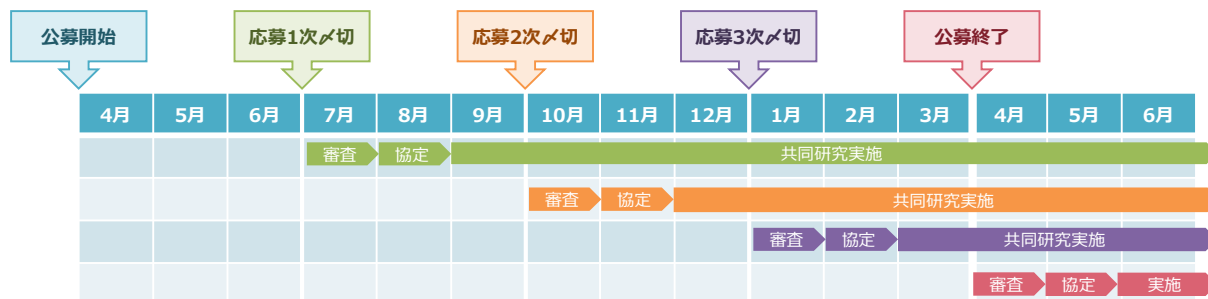 公募開始
応募1次〆切
応募2次〆切
応募3次〆切
公募終了
4月 5月 6月 7月 8月 9月 10月 11月 12月 1月 2月 3月 4月 5月 6月
審査 協定 共同研究実施
審査 協定 共同研究実施
審査 協定 共同研究実施
審査 協定 実施